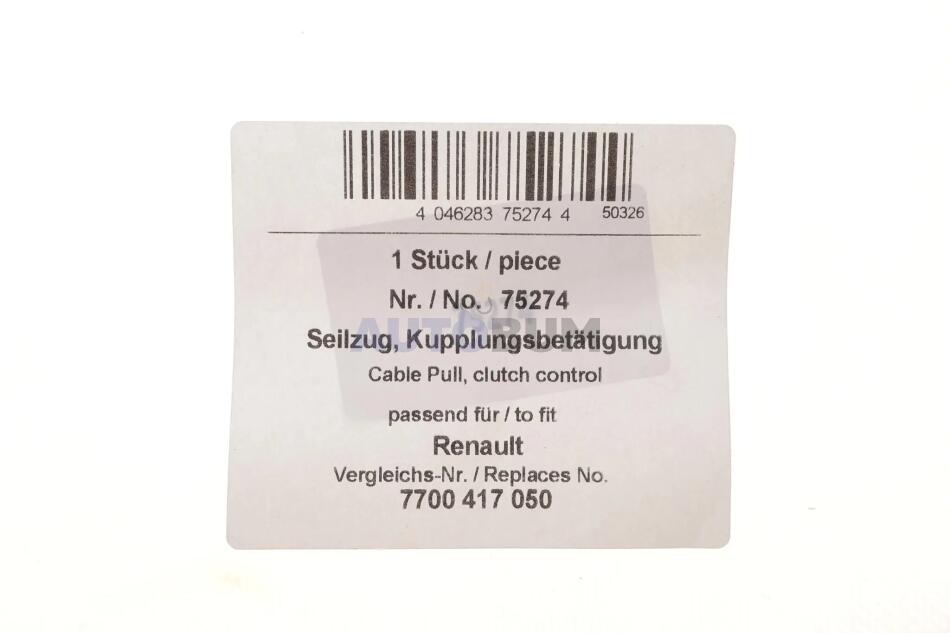 4 046283 75274 4 50326
1 Stück / piece
Nr. / No. 75274
AUTOBUM
Seilzug, Kupplungsbetätigung
Cable Pull, clutch control
passend für / to fit
Renault
Vergleichs-Nr. / Replaces No.
7700 417 050